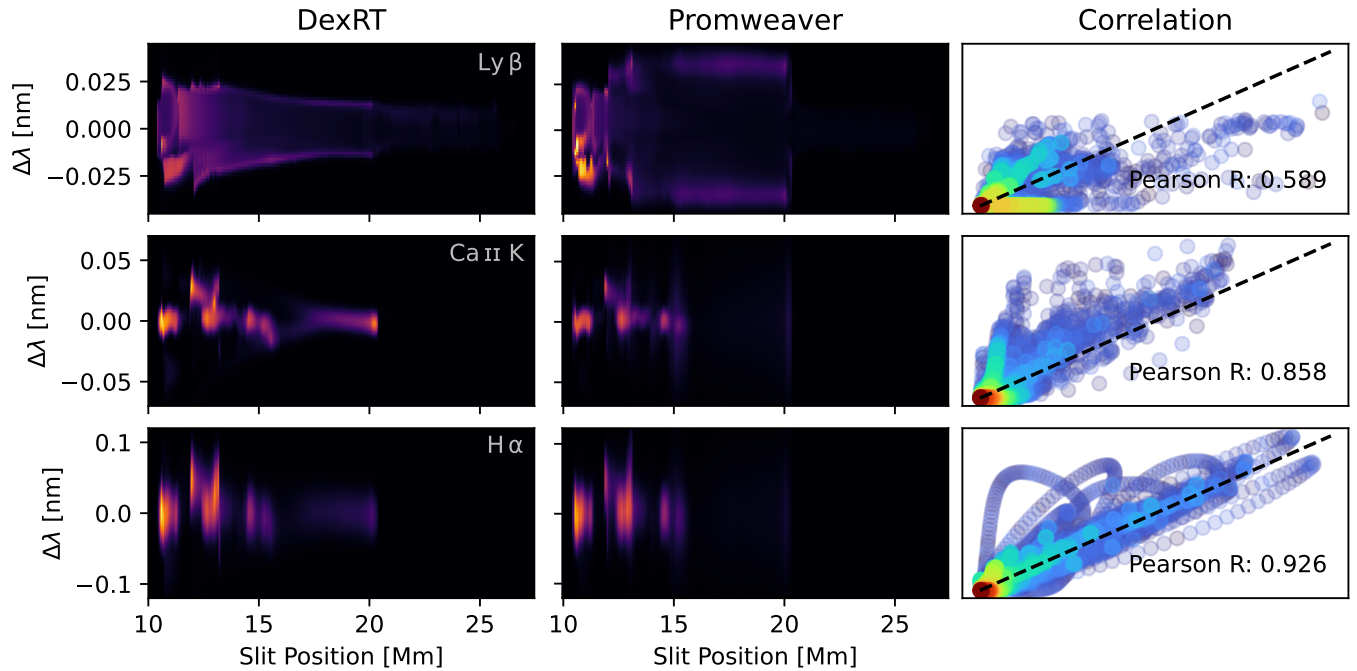 DexRT
Promweaver
Correlation
Δλ [nm]
0.025
0.000
−0.025
Ly β
Pearson R: 0.589
Δλ [nm]
0.05
0.00
−0.05
Ca II K
Pearson R: 0.858
Δλ [nm]
0.1
0.0
−0.1
H α
Pearson R: 0.926
10 15 20 25
10 15 20 25
Slit Position [Mm]
Slit Position [Mm]